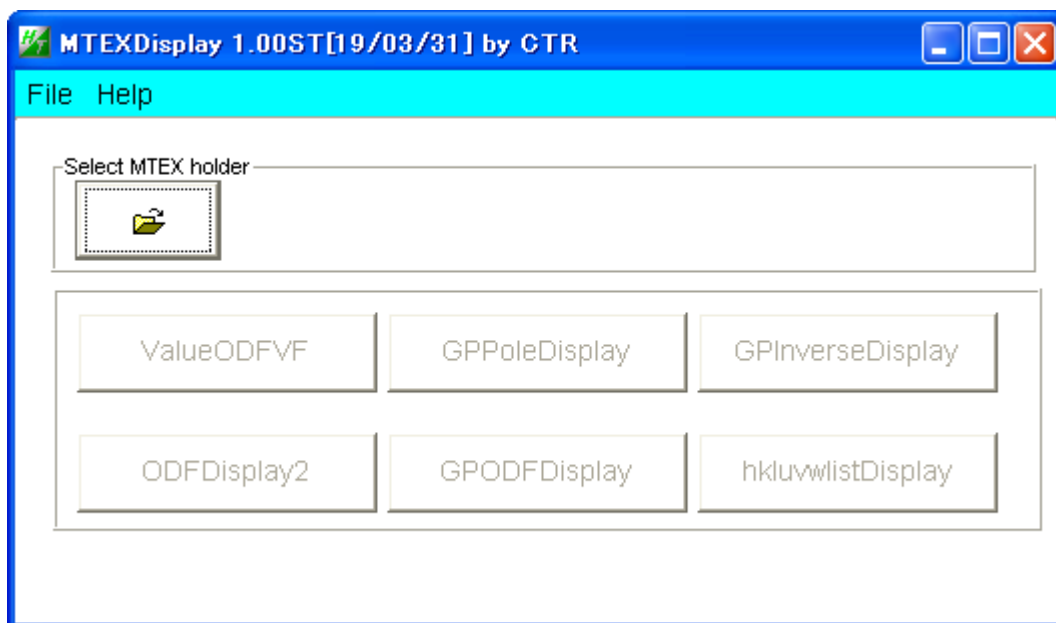 MTEXDisplay 1.00ST[19/03/31] by CTR
File Help
Select MTEX holder
ValueODFVF GPPoleDisplay GPInverseDisplay
ODFDisplay2 GPODFDisplay hkluvwlistDisplay